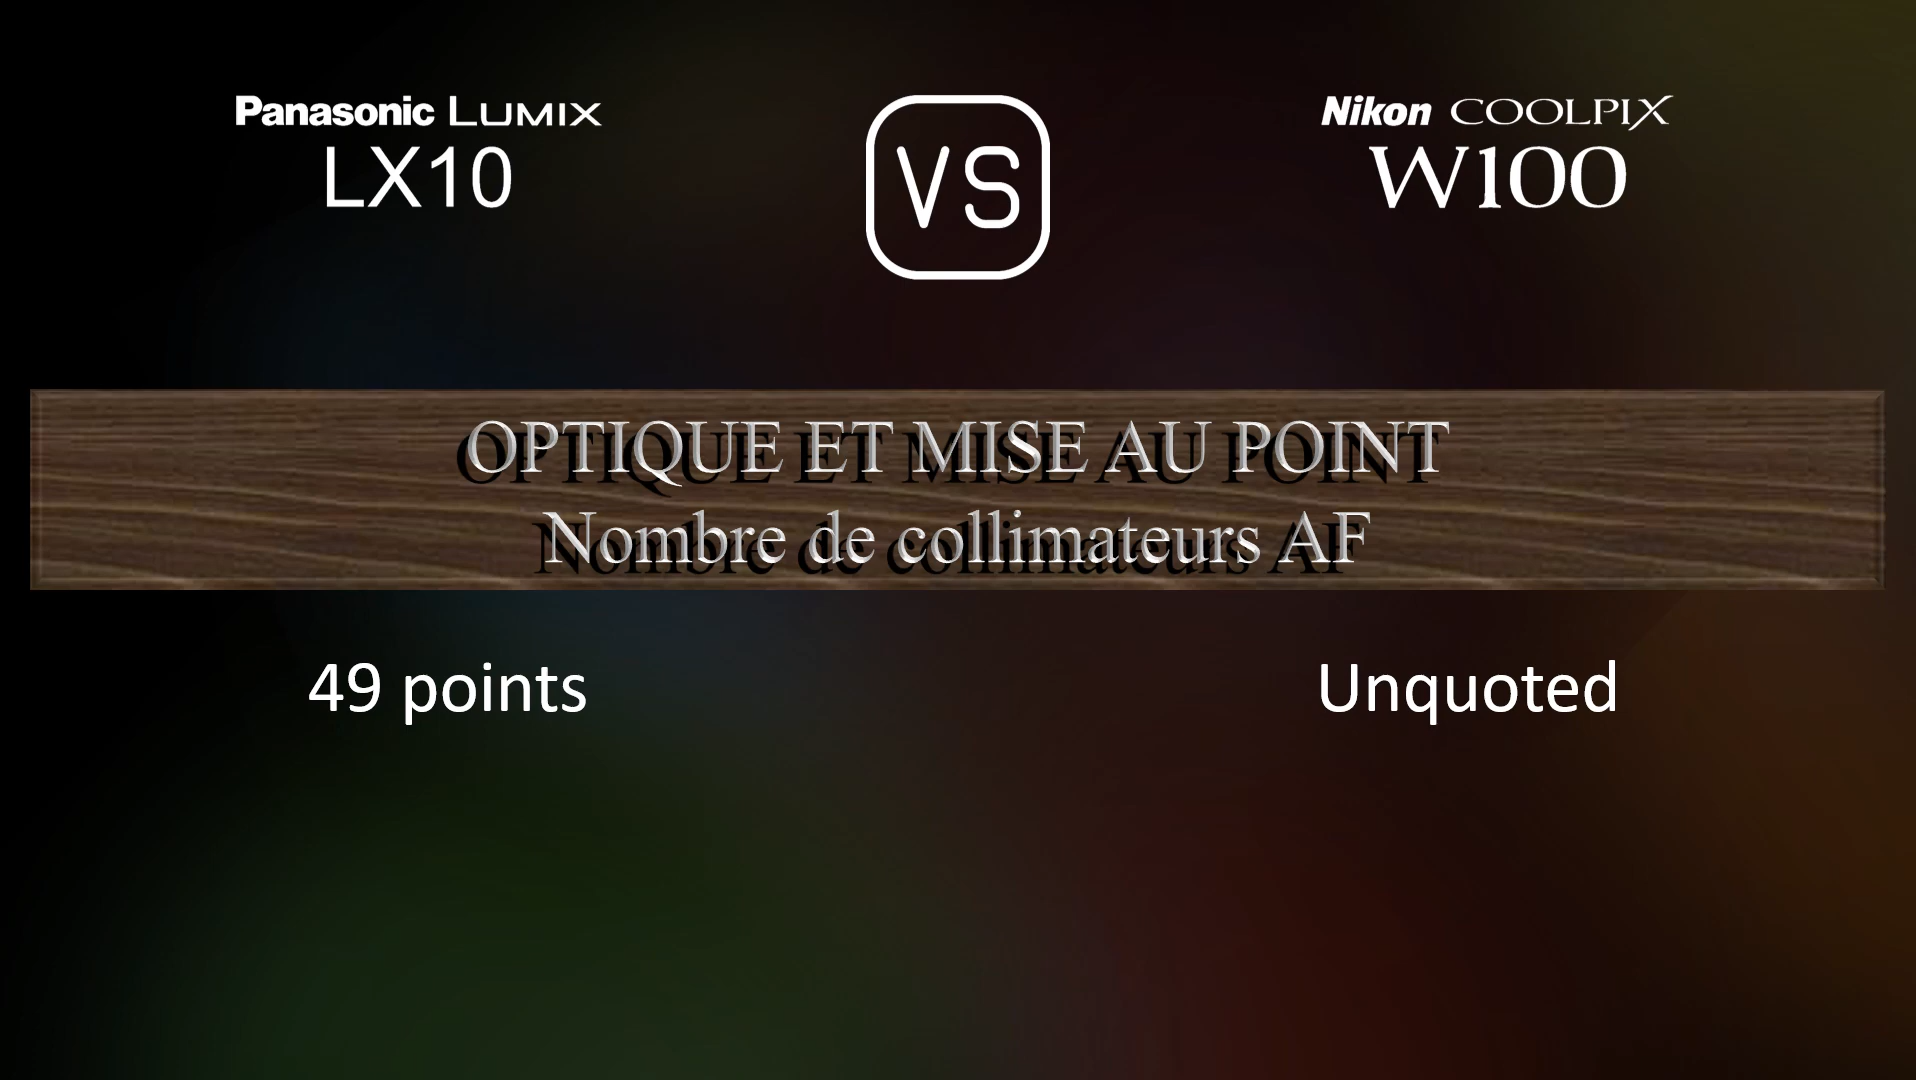 Panasonic LUMIX
LX10
VS
Nikon COOLPIX
W100
OPTIQUE ET MISE AU POINT
Nombre de collimateurs AF
49 points
Unquoted